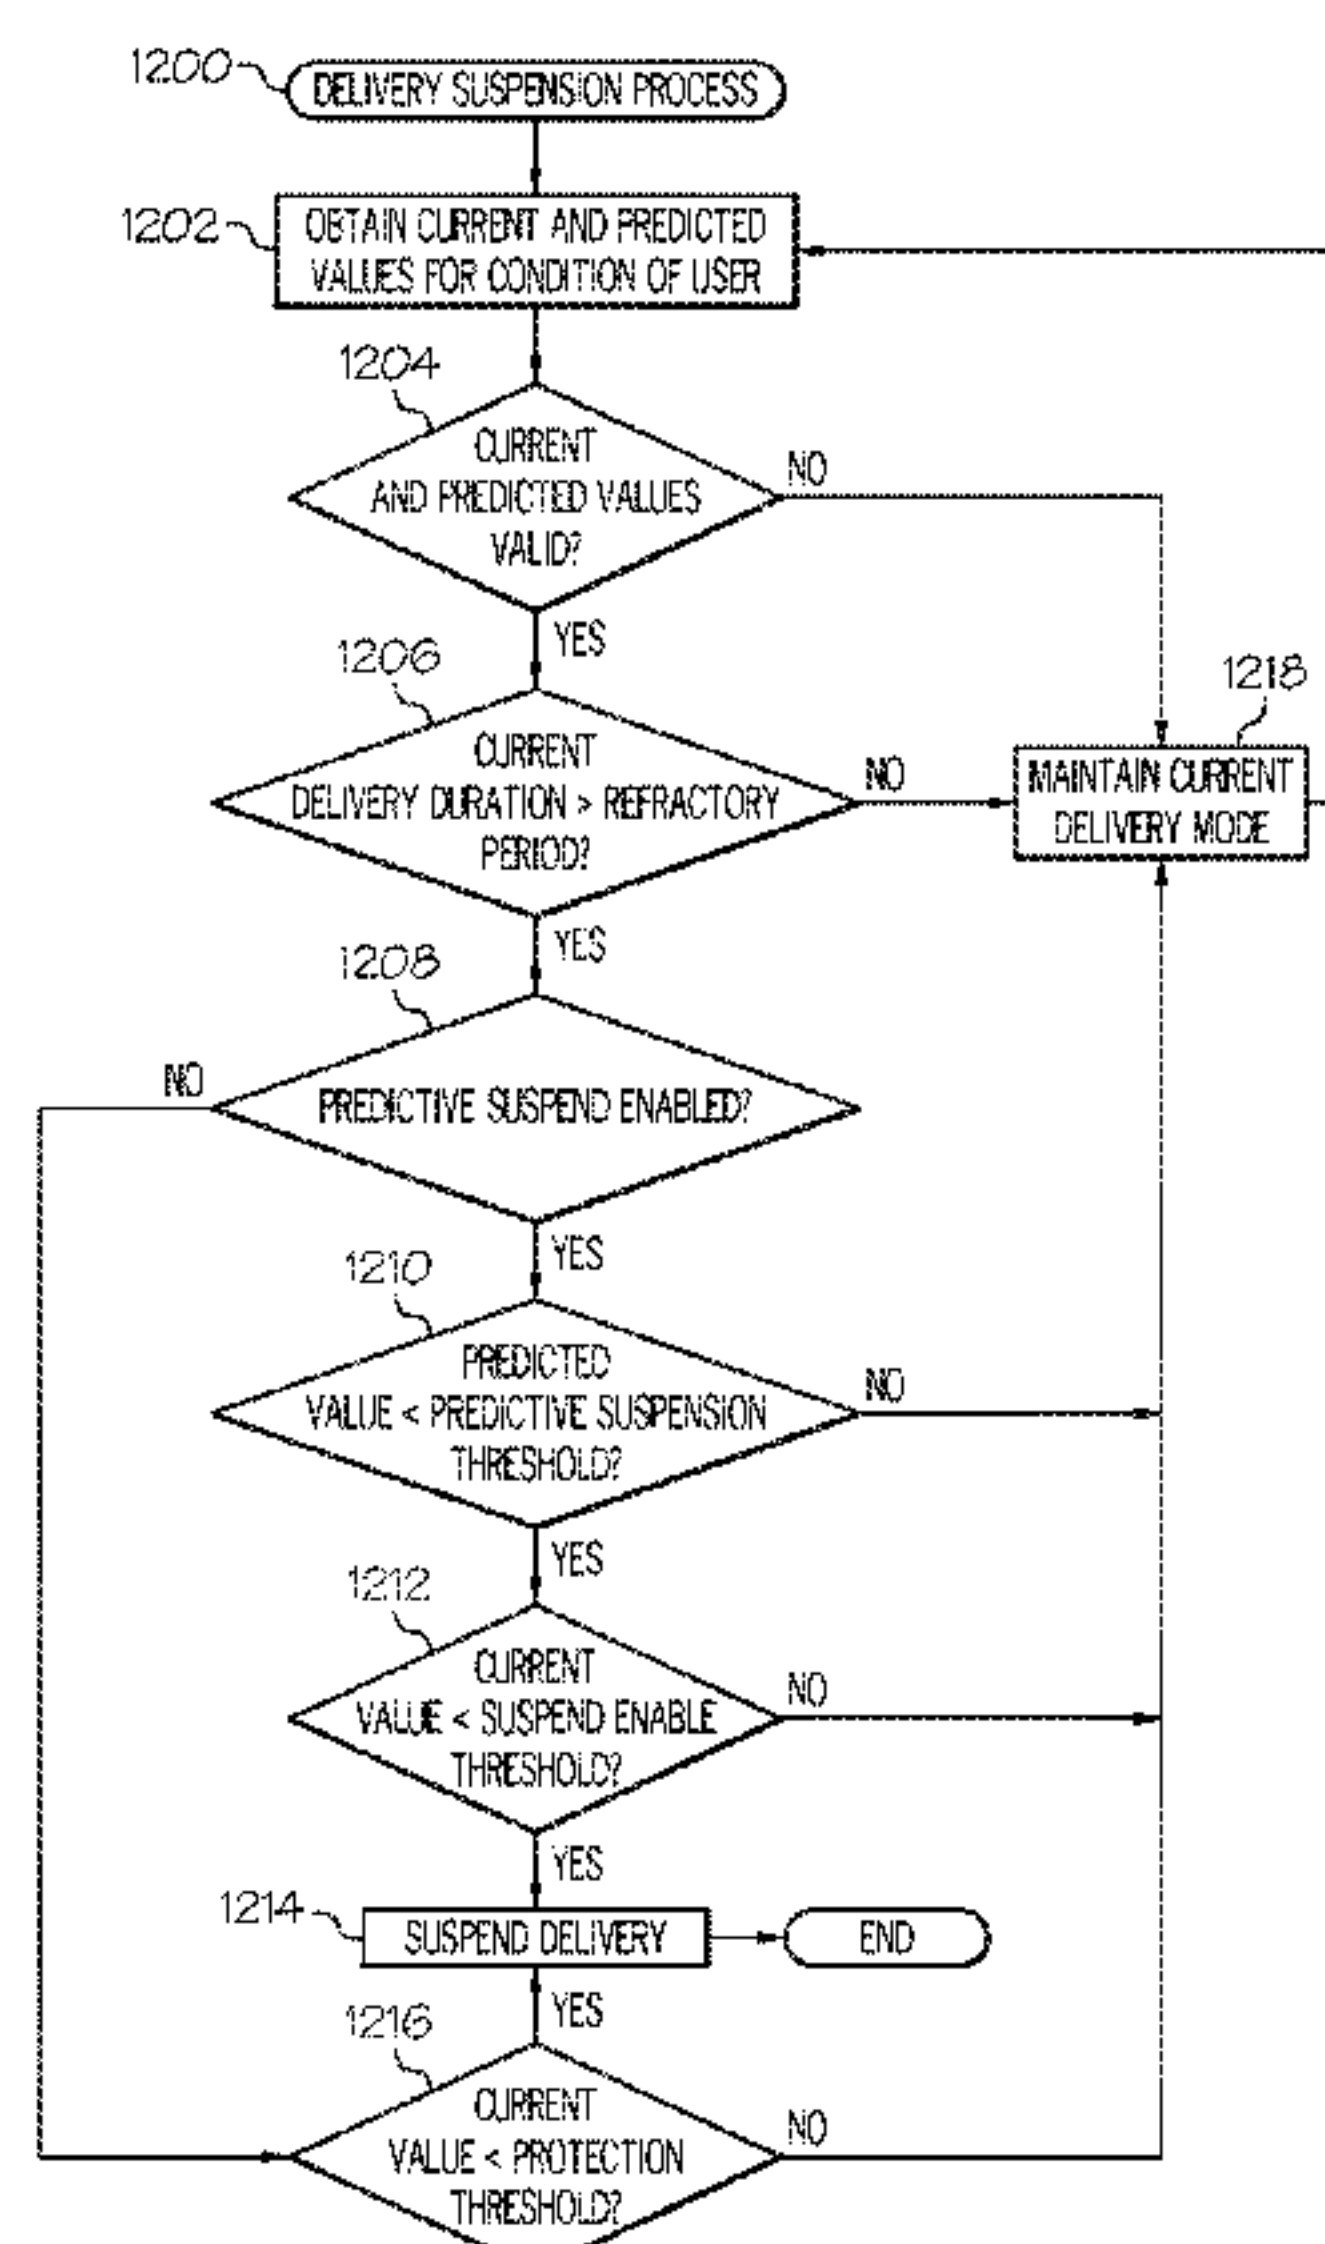 1200
DELIVERY SUSPENSION PROCESS
1202
OBTAIN CURRENT AND PREDICTED
VALUES FOR CONDITION OF USER
1204
CURRENT
AND PREDICTED VALUES
VALID?
NO
YES
1206
CURRENT
DELIVERY DURATION > REFRACTORY
PERIOD?
NO
1218
MAINTAIN CURRENT
DELIVERY MODE
YES
1208
NO
PREDICTIVE SUSPEND ENABLED?
YES
1210
PREDICTED
VALUE < PREDICTIVE SUSPENSION
THRESHOLD?
NO
YES
1212
CURRENT
VALUE < SUSPEND ENABLE
THRESHOLD?
NO
YES
1214
SUSPEND DELIVERY
END
YES
1216
CURRENT
VALUE < PROTECTION
THRESHOLD?
NO